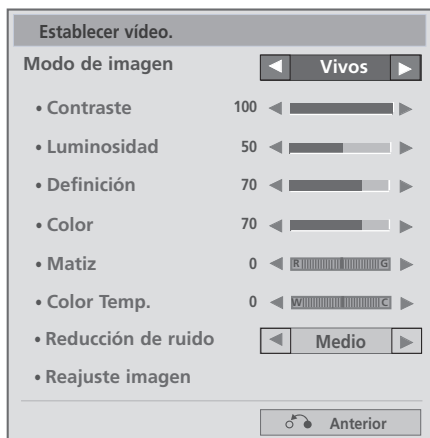 Establecer vídeo.
Modo de imagen ◄ Vivos ►
• Contraste 100 ◄ ►
• Luminosidad 50 ◄ ►
• Definición 70 ◄ ►
• Color 70 ◄ ►
• Matiz 0 ◄ R G ►
• Color Temp. 0 ◄ W C ►
• Reducción de ruido ◄ Medio ►
• Reajuste imagen
Anterior